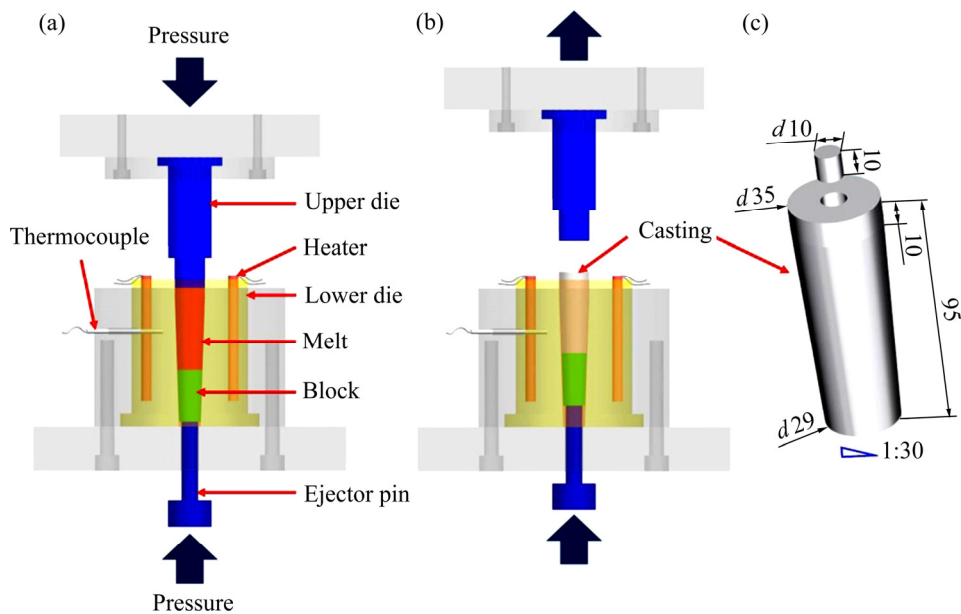 (a)
Pressure
Upper die
Thermocouple
Heater
Lower die
Melt
Block
Ejector pin
Pressure
(b)
Casting
(c)
d10
10
d35
10
95
d29
1:30